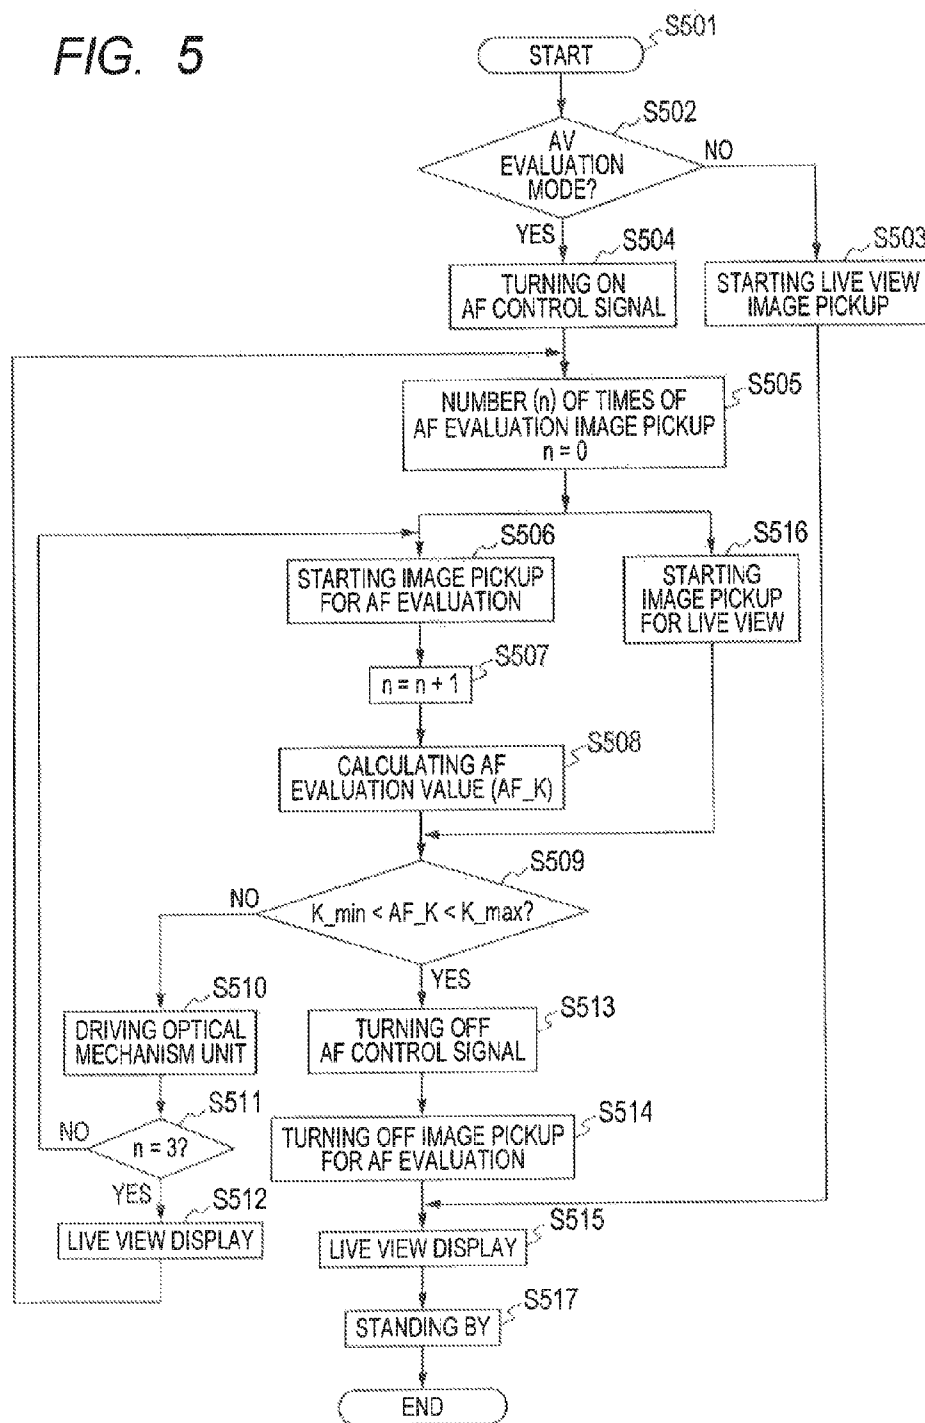 FIG. 5
START
S501
S502
AV
EVALUATION
MODE?
NO
YES
S504
TURNING ON
AF CONTROL SIGNAL
S503
STARTING LIVE VIEW
IMAGE PICKUP
S505
NUMBER (n) OF TIMES OF
AF EVALUATION IMAGE PICKUP
n = 0
S506
STARTING IMAGE PICKUP
FOR AF EVALUATION
S516
STARTING
IMAGE PICKUP
FOR LIVE VIEW
S507
n = n + 1
S508
CALCULATING AF
EVALUATION VALUE (AF_K)
S509
K_min < AF_K < K_max?
NO
YES
S510
DRIVING OPTICAL
MECHANISM UNIT
S513
TURNING OFF
AF CONTROL SIGNAL
S511
n = 3?
NO
YES
S514
TURNING OFF IMAGE PICKUP
FOR AF EVALUATION
S512
LIVE VIEW DISPLAY
S515
LIVE VIEW DISPLAY
S517
STANDING BY
END